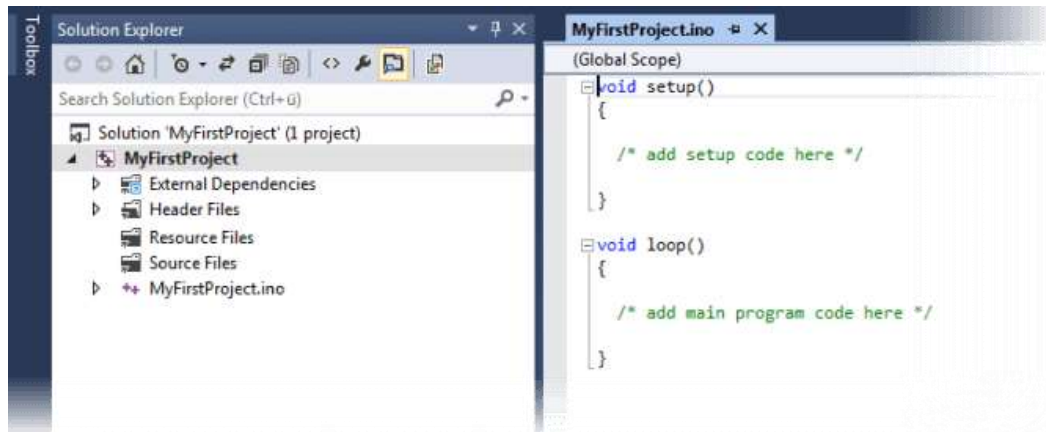 Toolbox
Solution Explorer
Search Solution Explorer (Ctrl+ü)
Solution 'MyFirstProject' (1 project)
MyFirstProject
External Dependencies
Header Files
Resource Files
Source Files
MyFirstProject.ino
MyFirstProject.ino
(Global Scope)
void setup()
{
/* add setup code here */
}
void loop()
{
/* add main program code here */
}